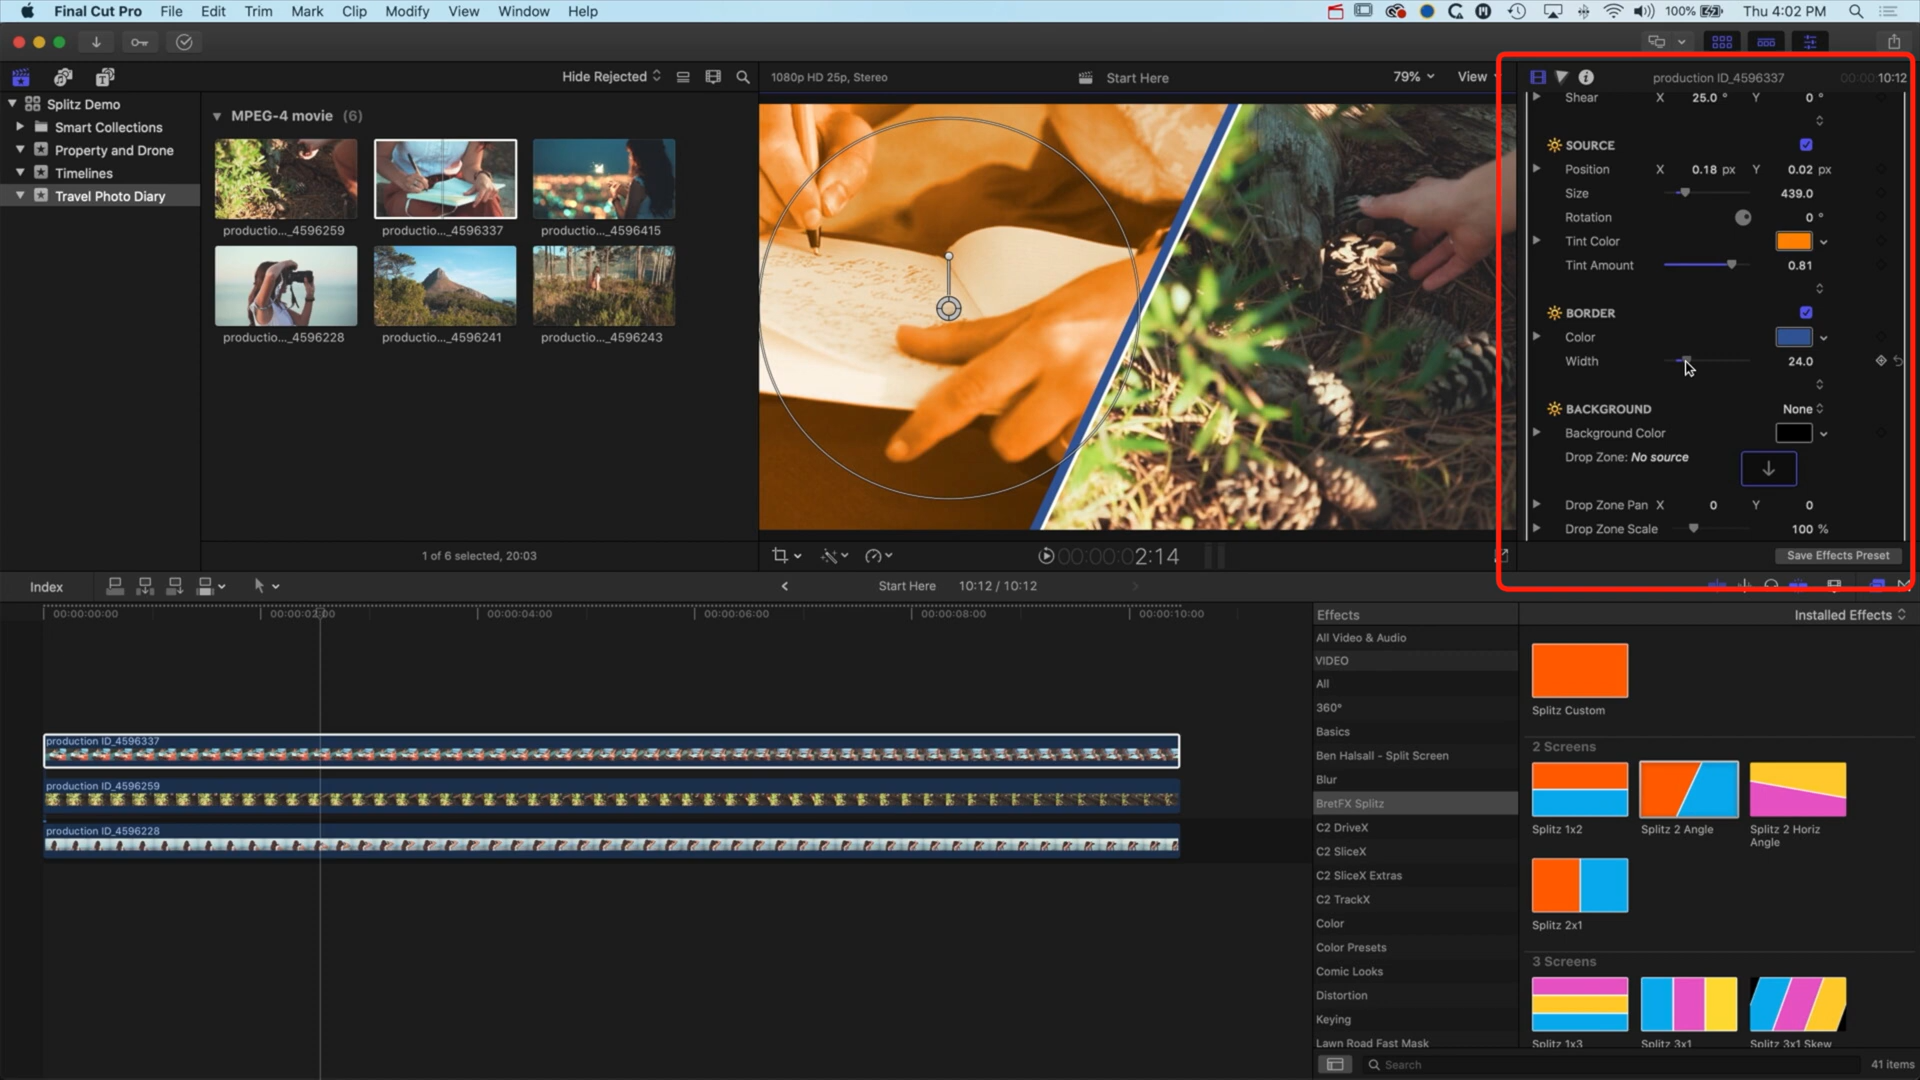 Final Cut Pro File Edit Trim Mark Clip Modify View Window Help 100% Thu 4:02 PM
Hide Rejected 1080p HD 25p, Stereo Start Here 79% View production ID_4596337 00:00:10:12
Splitz Demo
Smart Collections
Property and Drone
Timelines
Travel Photo Diary
MPEG-4 movie (6)
productio..._4596259 productio..._4596337 productio..._4596415
productio..._4596228 productio..._4596241 productio..._4596243
1 of 6 selected, 20:03
00:00:02:14
Shear X 25.0 ° Y 0 °
SOURCE
Position X 0.18 px Y 0.02 px
Size 439.0
Rotation 0 °
Tint Color
Tint Amount 0.81
BORDER
Color
Width 24.0
BACKGROUND None
Background Color
Drop Zone: No source
Drop Zone Pan X 0 Y 0
Drop Zone Scale 100 %
Save Effects Preset
Index Start Here 10:12 / 10:12
00:00:00:00 00:00:02:00 00:00:04:00 00:00:06:00 00:00:08:00 00:00:10:00
production ID_4596337
production ID_4596259
production ID_4596228
Effects Installed Effects
All Video & Audio
VIDEO
All
360°
Basics
Ben Halsall - Split Screen
Blur
BretFX Splitz
C2 DriveX
C2 SliceX
C2 SliceX Extras
C2 TrackX
Color
Color Presets
Comic Looks
Distortion
Keying
Lawn Road Fast Mask
Splitz Custom
2 Screens
Splitz 1x2 Splitz 2 Angle Splitz 2 Horiz
Angle
Splitz 2x1
3 Screens
Splitz 1x3 Splitz 3x1 Splitz 3x1 Skew
Search 41 items